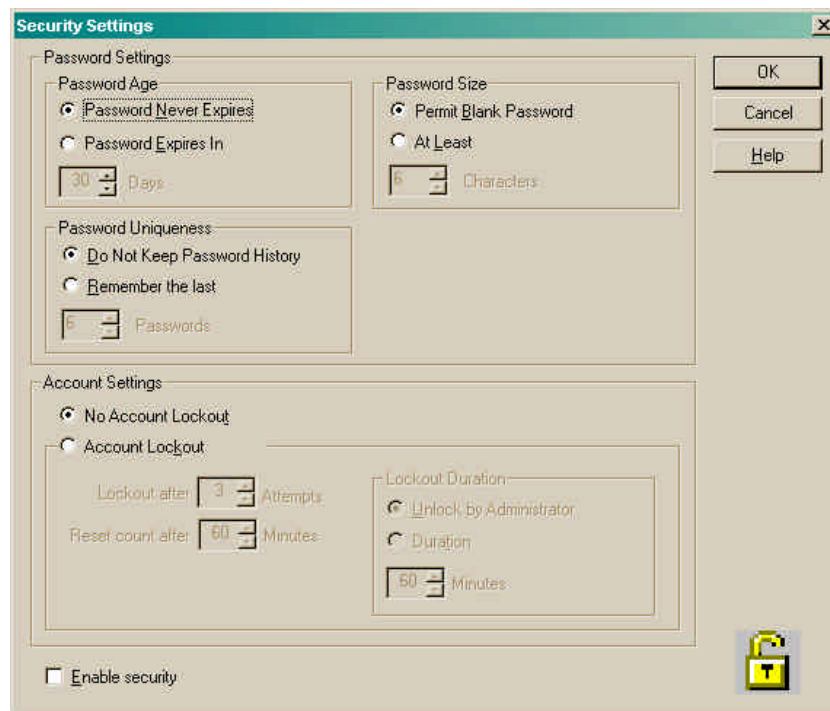 Security Settings
Password Settings
Password Age
Password Never Expires
Password Expires In
30 Days
Password Size
Permit Blank Password
At Least
6 Characters
OK
Cancel
Help
Password Uniqueness
Do Not Keep Password History
Remember the last
6 Passwords
Account Settings
No Account Lockout
Account Lockout
Lockout after 3 Attempts
Reset count after 60 Minutes
Lockout Duration
Unlock by Administrator
Duration
60 Minutes
Enable security
T